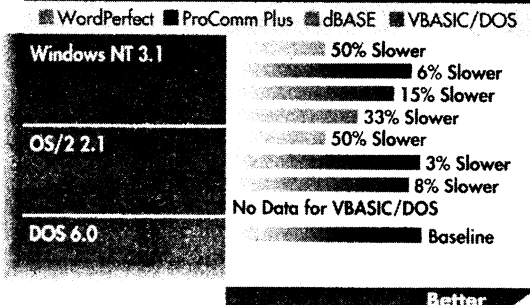 WordPerfect ProComm Plus dBASE VBASIC/DOS
Windows NT 3.1
50% Slower
6% Slower
15% Slower
33% Slower
OS/2 2.1
50% Slower
3% Slower
8% Slower
No Data for VBASIC/DOS
DOS 6.0
Baseline
Better